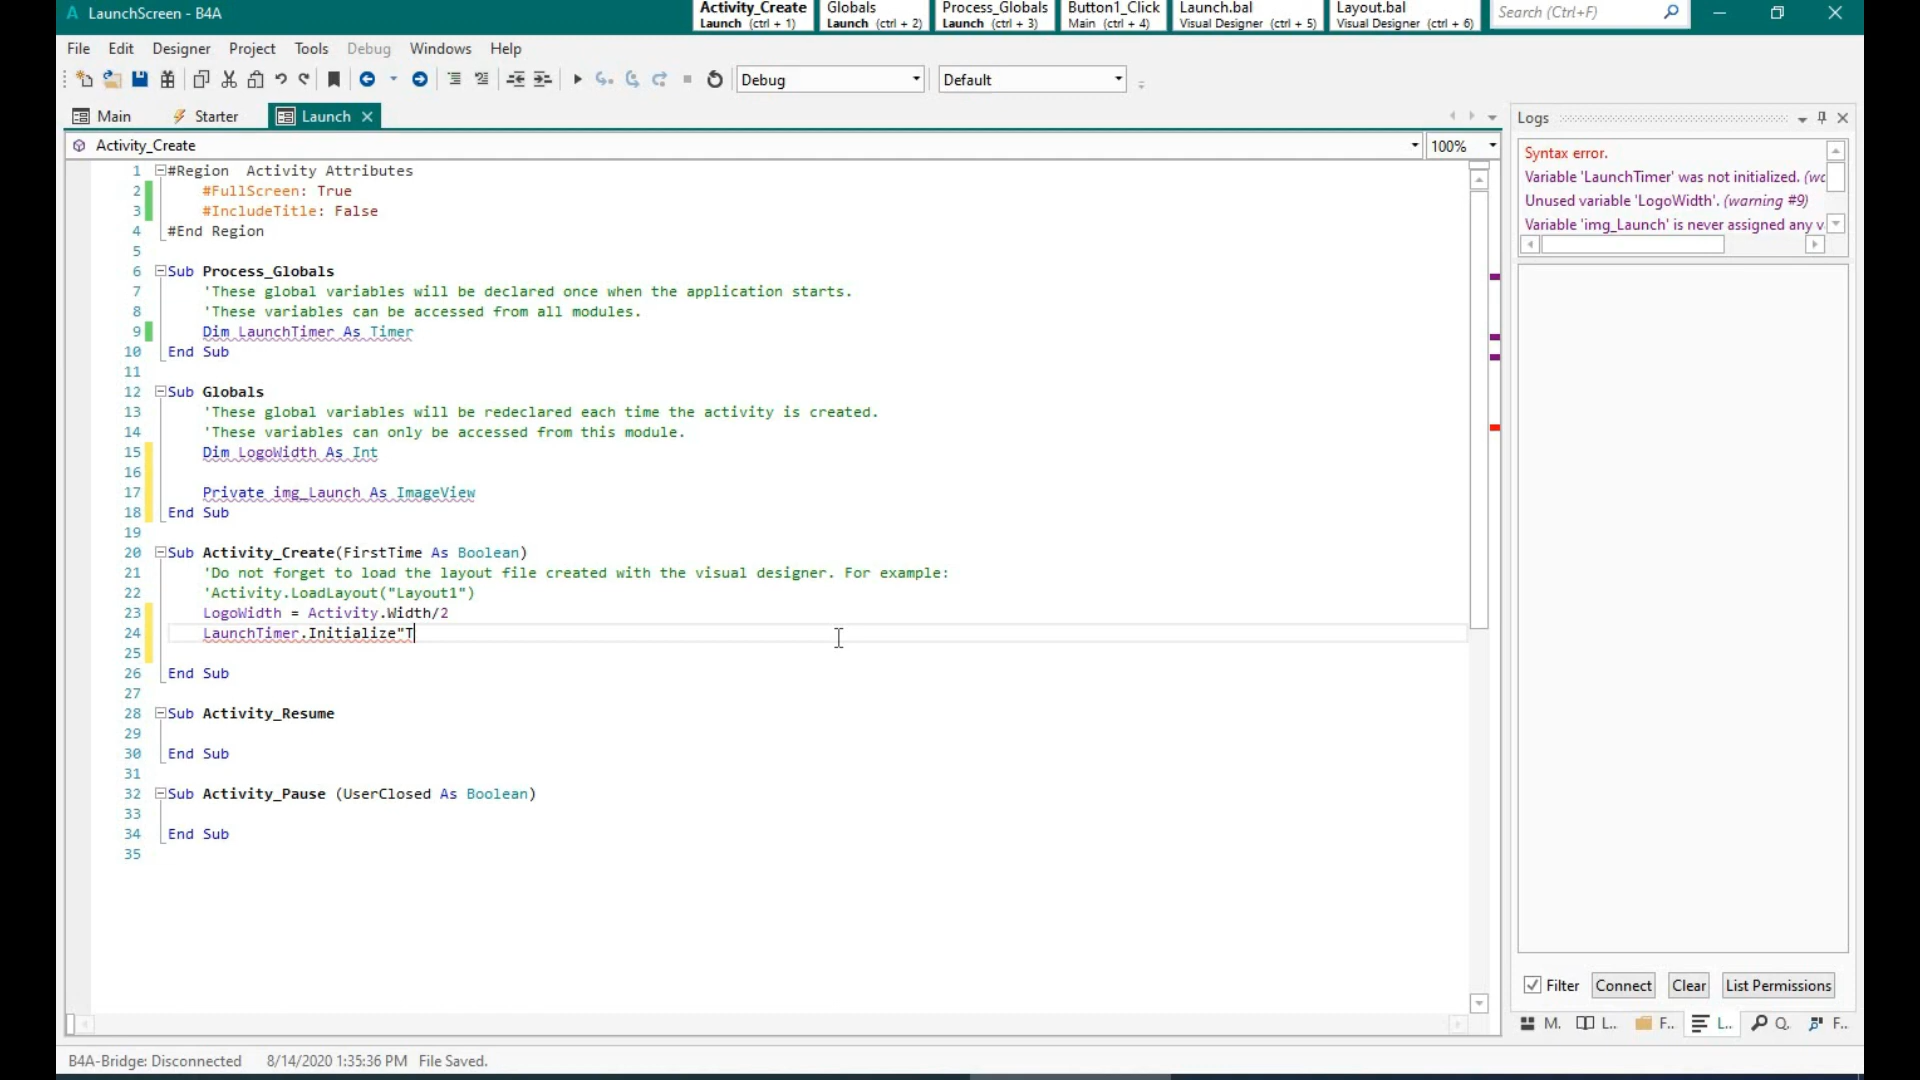 LaunchScreen - B4A
Activity_Create
Launch (ctrl + 1)
Globals
Launch (ctrl + 2)
Process_Globals
Launch (ctrl + 3)
Button1_Click
Main (ctrl + 4)
Launch.bal
Visual Designer (ctrl + 5)
Layout.bal
Visual Designer (ctrl + 6)
Search (Ctrl+F)
File Edit Designer Project Tools Debug Windows Help
Debug
Default
Main Starter Launch
Logs
Activity_Create
100%
Syntax error.
Variable 'LaunchTimer' was not initialized. (wa
Unused variable 'LogoWidth'. (warning #9)
Variable 'img_Launch' is never assigned any v
1 #Region  Activity Attributes
2 #FullScreen: True
3 #IncludeTitle: False
4 #End Region
5
6 Sub Process_Globals
7 'These global variables will be declared once when the application starts.
8 'These variables can be accessed from all modules.
9 Dim LaunchTimer As Timer
10 End Sub
11
12 Sub Globals
13 'These global variables will be redeclared each time the activity is created.
14 'These variables can only be accessed from this module.
15 Dim LogoWidth As Int
16
17 Private img_Launch As ImageView
18 End Sub
19
20 Sub Activity_Create(FirstTime As Boolean)
21 'Do not forget to load the layout file created with the visual designer. For example:
22 'Activity.LoadLayout("Layout1")
23 LogoWidth = Activity.Width/2
24 LaunchTimer.Initialize"T
25
26 End Sub
27
28 Sub Activity_Resume
29
30 End Sub
31
32 Sub Activity_Pause (UserClosed As Boolean)
33
34 End Sub
35
Filter Connect Clear List Permissions
M. L.. F.. L.. Q. F..
B4A-Bridge: Disconnected 8/14/2020 1:35:36 PM File Saved.